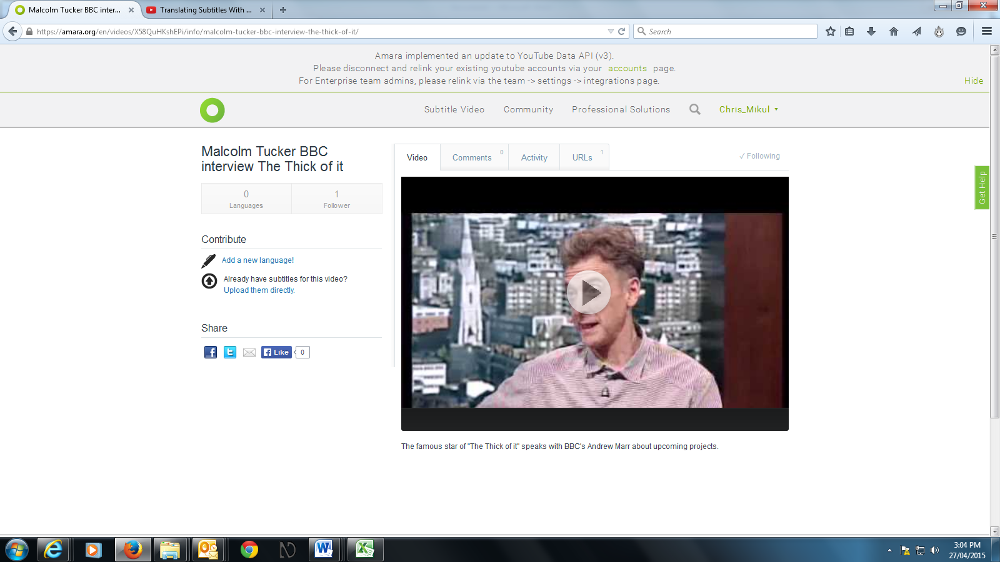 Malcolm Tucker BBC inter...
Translating Subtitles With ...
https://amara.org/en/videos/X58QuHKshEPi/info/malcolm-tucker-bbc-interview-the-thick-of-it/
Search
Amara implemented an update to YouTube Data API (v3).
Please disconnect and relink your existing youtube accounts via your accounts page.
For Enterprise team admins, please relink via the team -> settings -> integrations page.
Hide
Subtitle Video
Community
Professional Solutions
Chris_Mikul
Malcolm Tucker BBC
interview The Thick of it
0
Languages
1
Follower
Contribute
Add a new language!
Already have subtitles for this video?
Upload them directly.
Share
Like
0
Video
Comments 0
Activity
URLs 1
✓ Following
Get Help
The famous star of "The Thick of it" speaks with BBC's Andrew Marr about upcoming projects.
3:04 PM
27/04/2015